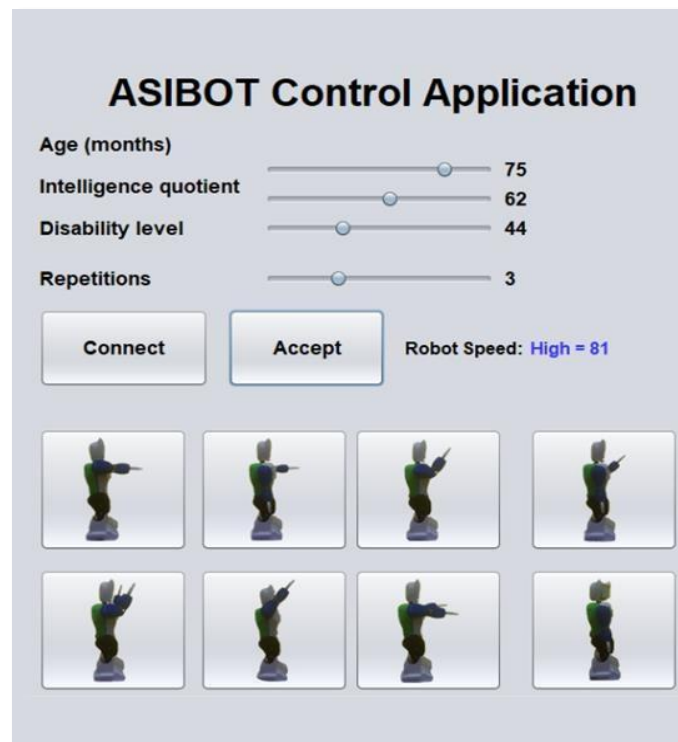 ASIBOT Control Application
Age (months)
75
Intelligence quotient
62
Disability level
44
Repetitions
3
Connect
Accept
Robot Speed: High = 81